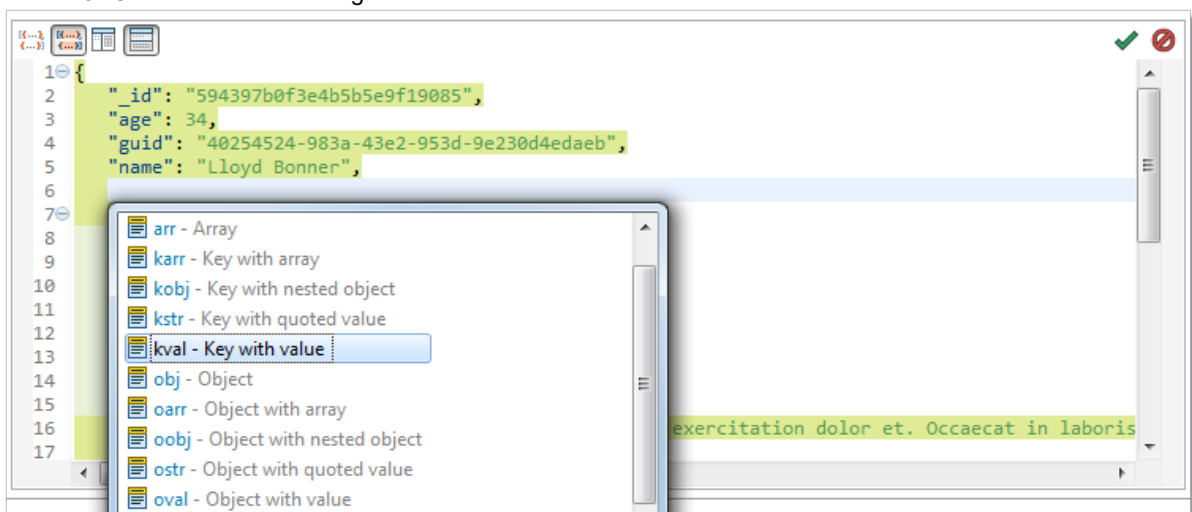 1 {
2 "_id": "594397b0f3e4b5b5e9f19085",
3 "age": 34,
4 "guid": "40254524-983a-43e2-953d-9e230d4edaeb",
5 "name": "Lloyd Bonner",
6
7
8
9
10
11
12
13
14
15
16 exercitation dolor et. Occaecat in laboris
17
arr - Array
karr - Key with array
kobj - Key with nested object
kstr - Key with quoted value
kval - Key with value
obj - Object
oarr - Object with array
oobj - Object with nested object
ostr - Object with quoted value
oval - Object with value